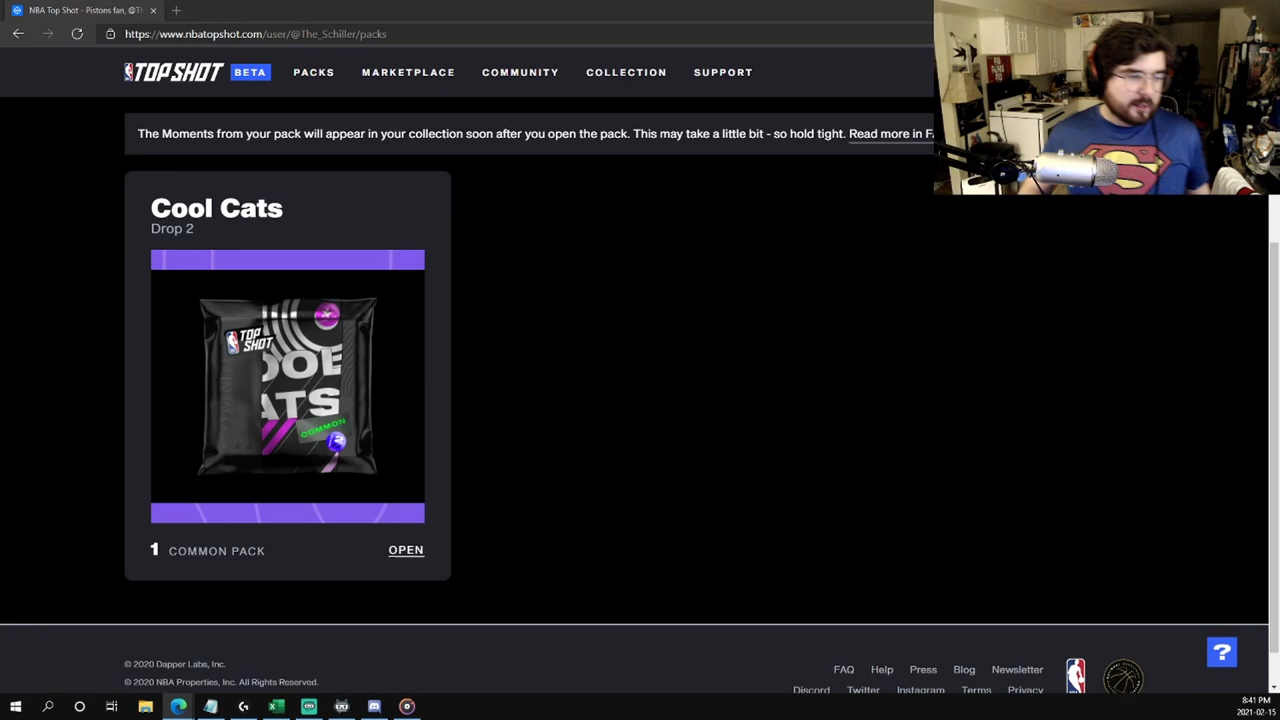 NBA Top Shot - Pistons fan, @Th
https://www.nbatopshot.com/user/@The_Schiller/packs
TOP SHOT BETA PACKS MARKETPLACE COMMUNITY COLLECTION SUPPORT
The Moments from your pack will appear in your collection soon after you open the pack. This may take a little bit - so hold tight. Read more in FA
Cool Cats
Drop 2
TOP
SHOT
OOL
ATS
COMMON
2
1 COMMON PACK OPEN
?
© 2020 Dapper Labs, Inc.
© 2020 NBA Properties, Inc. All Rights Reserved.
FAQ Help Press Blog Newsletter
Discord Twitter Instagram Terms Privacy
8:41 PM
2021-02-15